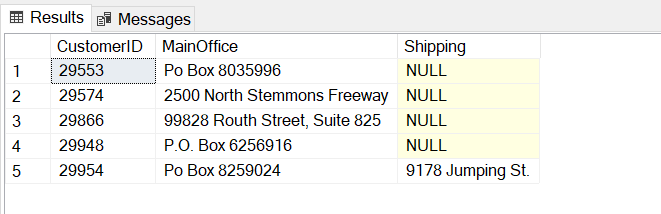 Results Messages
CustomerID MainOffice Shipping
1 29553 Po Box 8035996 NULL
2 29574 2500 North Stemmons Freeway NULL
3 29866 99828 Routh Street, Suite 825 NULL
4 29948 P.O. Box 6256916 NULL
5 29954 Po Box 8259024 9178 Jumping St.